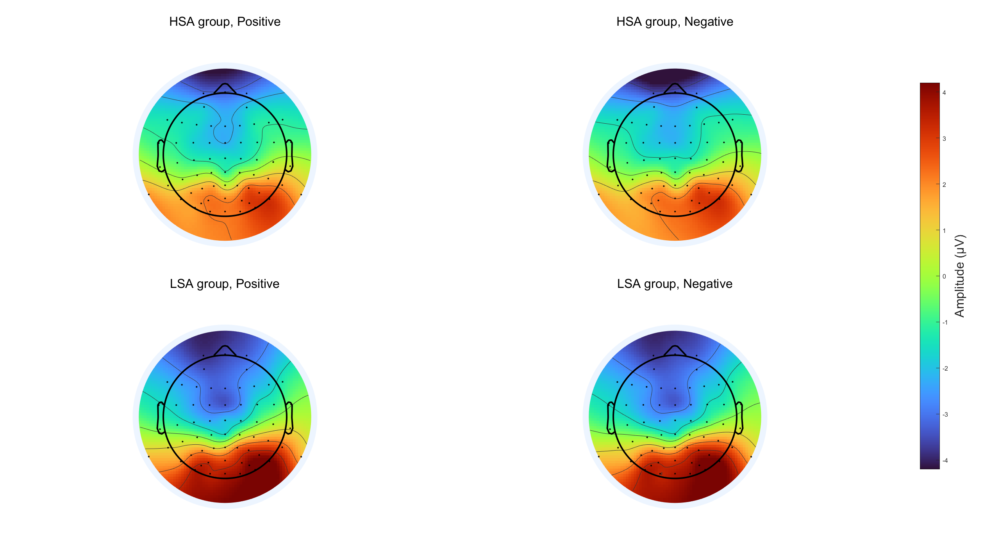 HSA group, Positive
HSA group, Negative
LSA group, Positive
LSA group, Negative
4
3
2
1
0
-1
-2
-3
-4
Amplitude (μV)